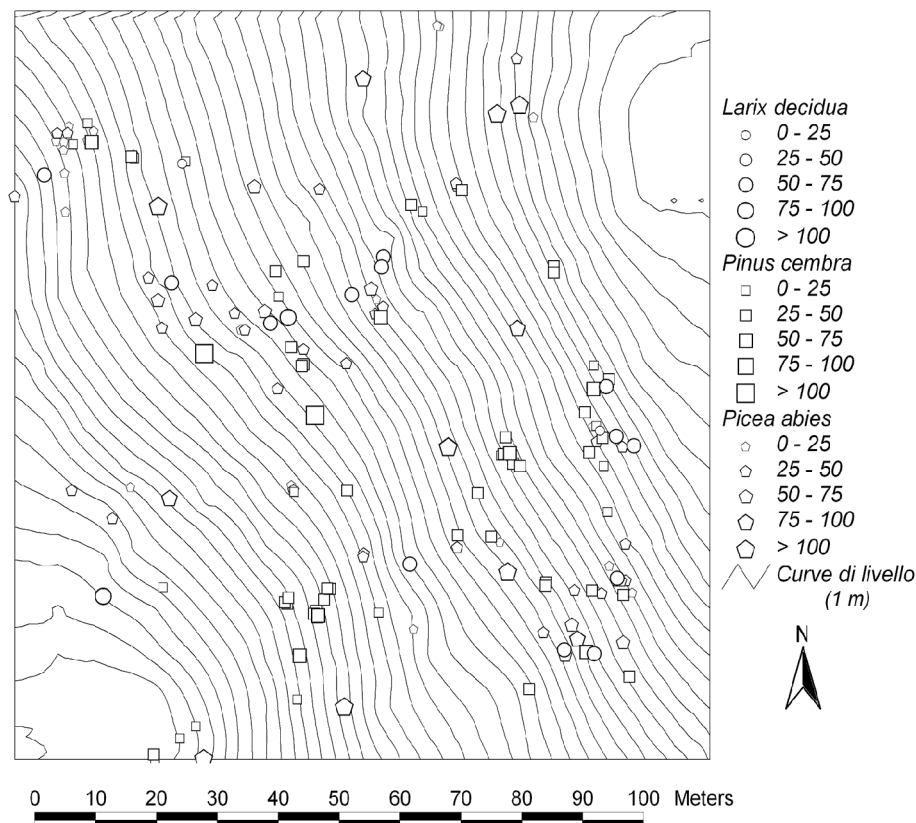 Larix decidua
0 - 25
25 - 50
50 - 75
75 - 100
> 100
Pinus cembra
0 - 25
25 - 50
50 - 75
75 - 100
> 100
Picea abies
0 - 25
25 - 50
50 - 75
75 - 100
> 100
Curve di livello
(1 m)
N
0 10 20 30 40 50 60 70 80 90 100 Meters